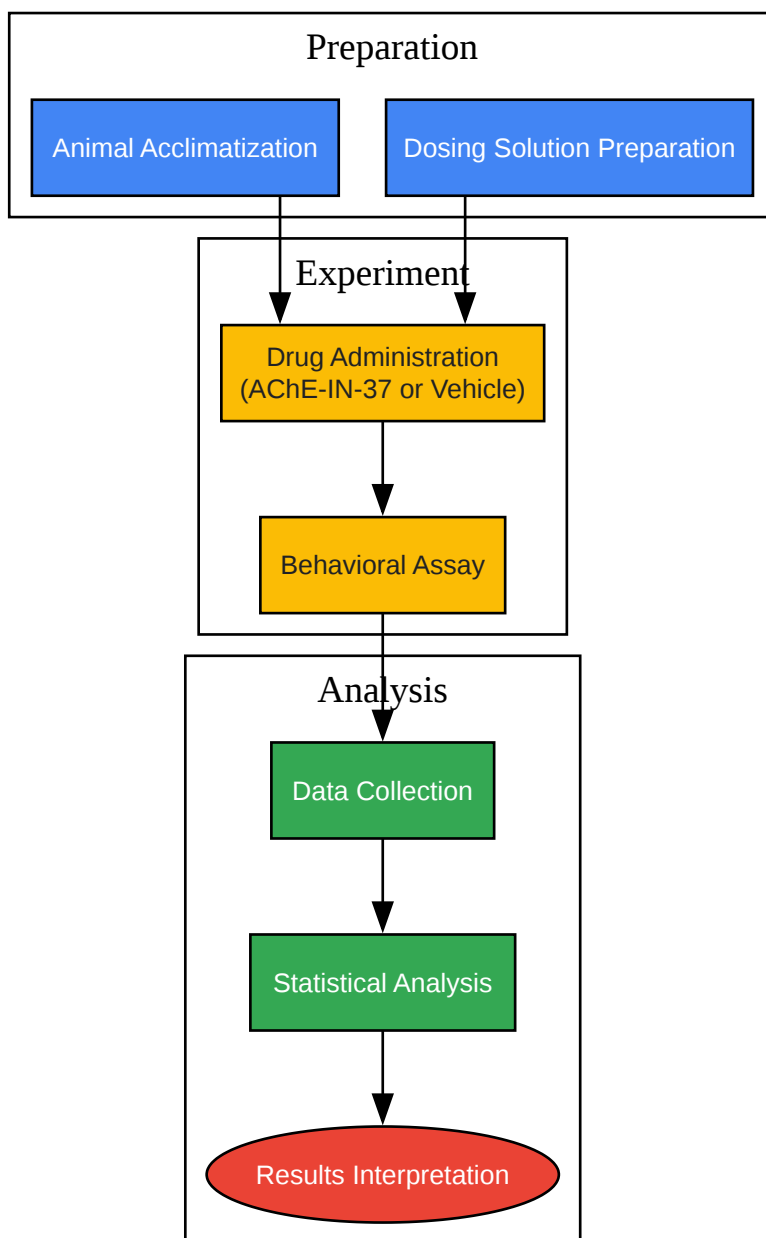 Preparation
Animal Acclimatization
Dosing Solution Preparation
Experiment
Drug Administration
(AChE-IN-37 or Vehicle)
Behavioral Assay
Analysis
Data Collection
Statistical Analysis
Results Interpretation